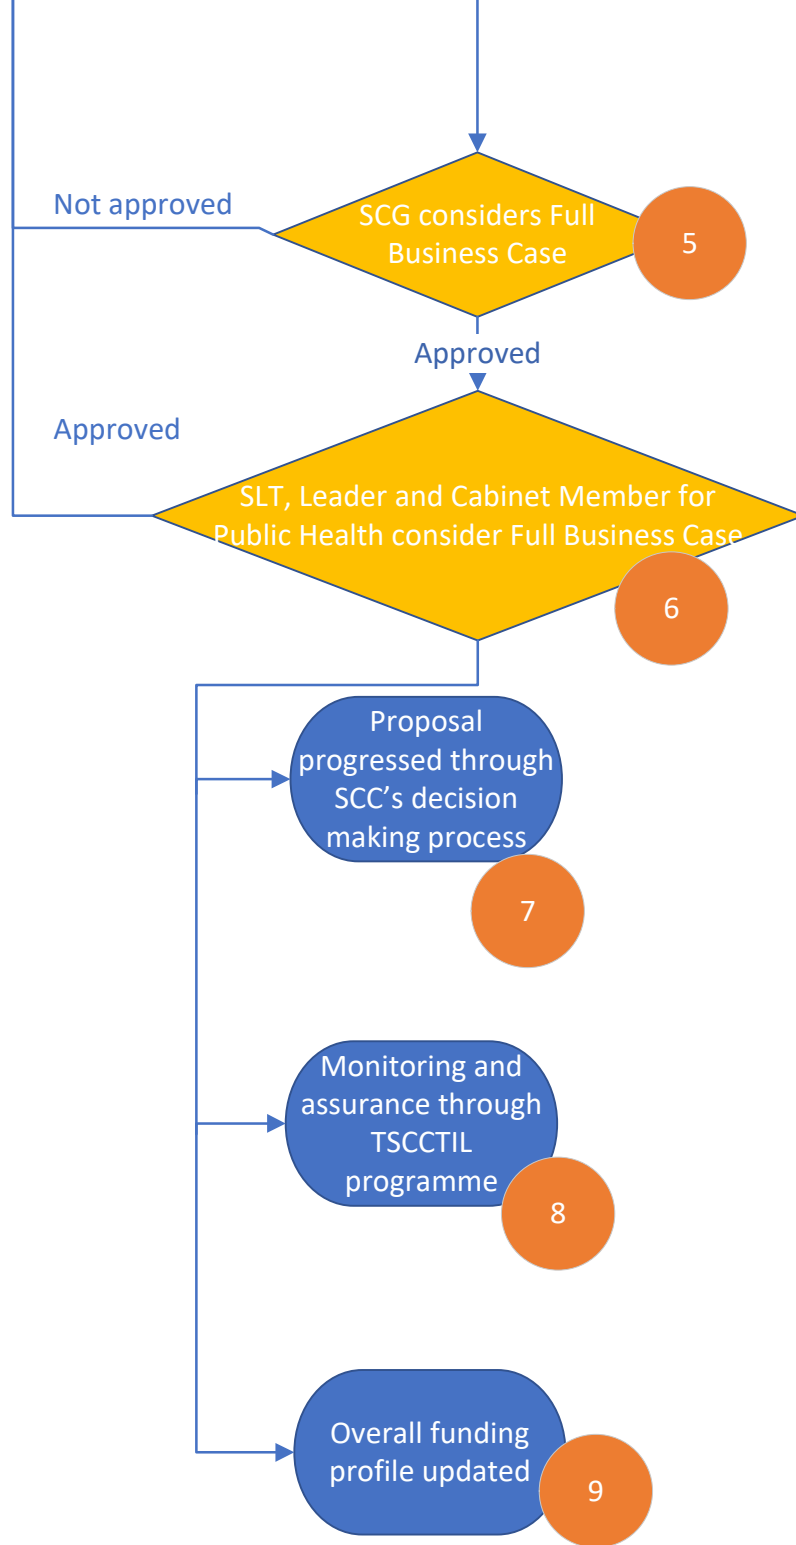 Not approved
SCG considers Full
Business Case
5
Approved
Approved
SLT, Leader and Cabinet Member for
Public Health consider Full Business Case
6
Proposal
progressed through
SCC’s decision
making process
7
Monitoring and
assurance through
TSCCTIL
programme
8
Overall funding
profile updated
9